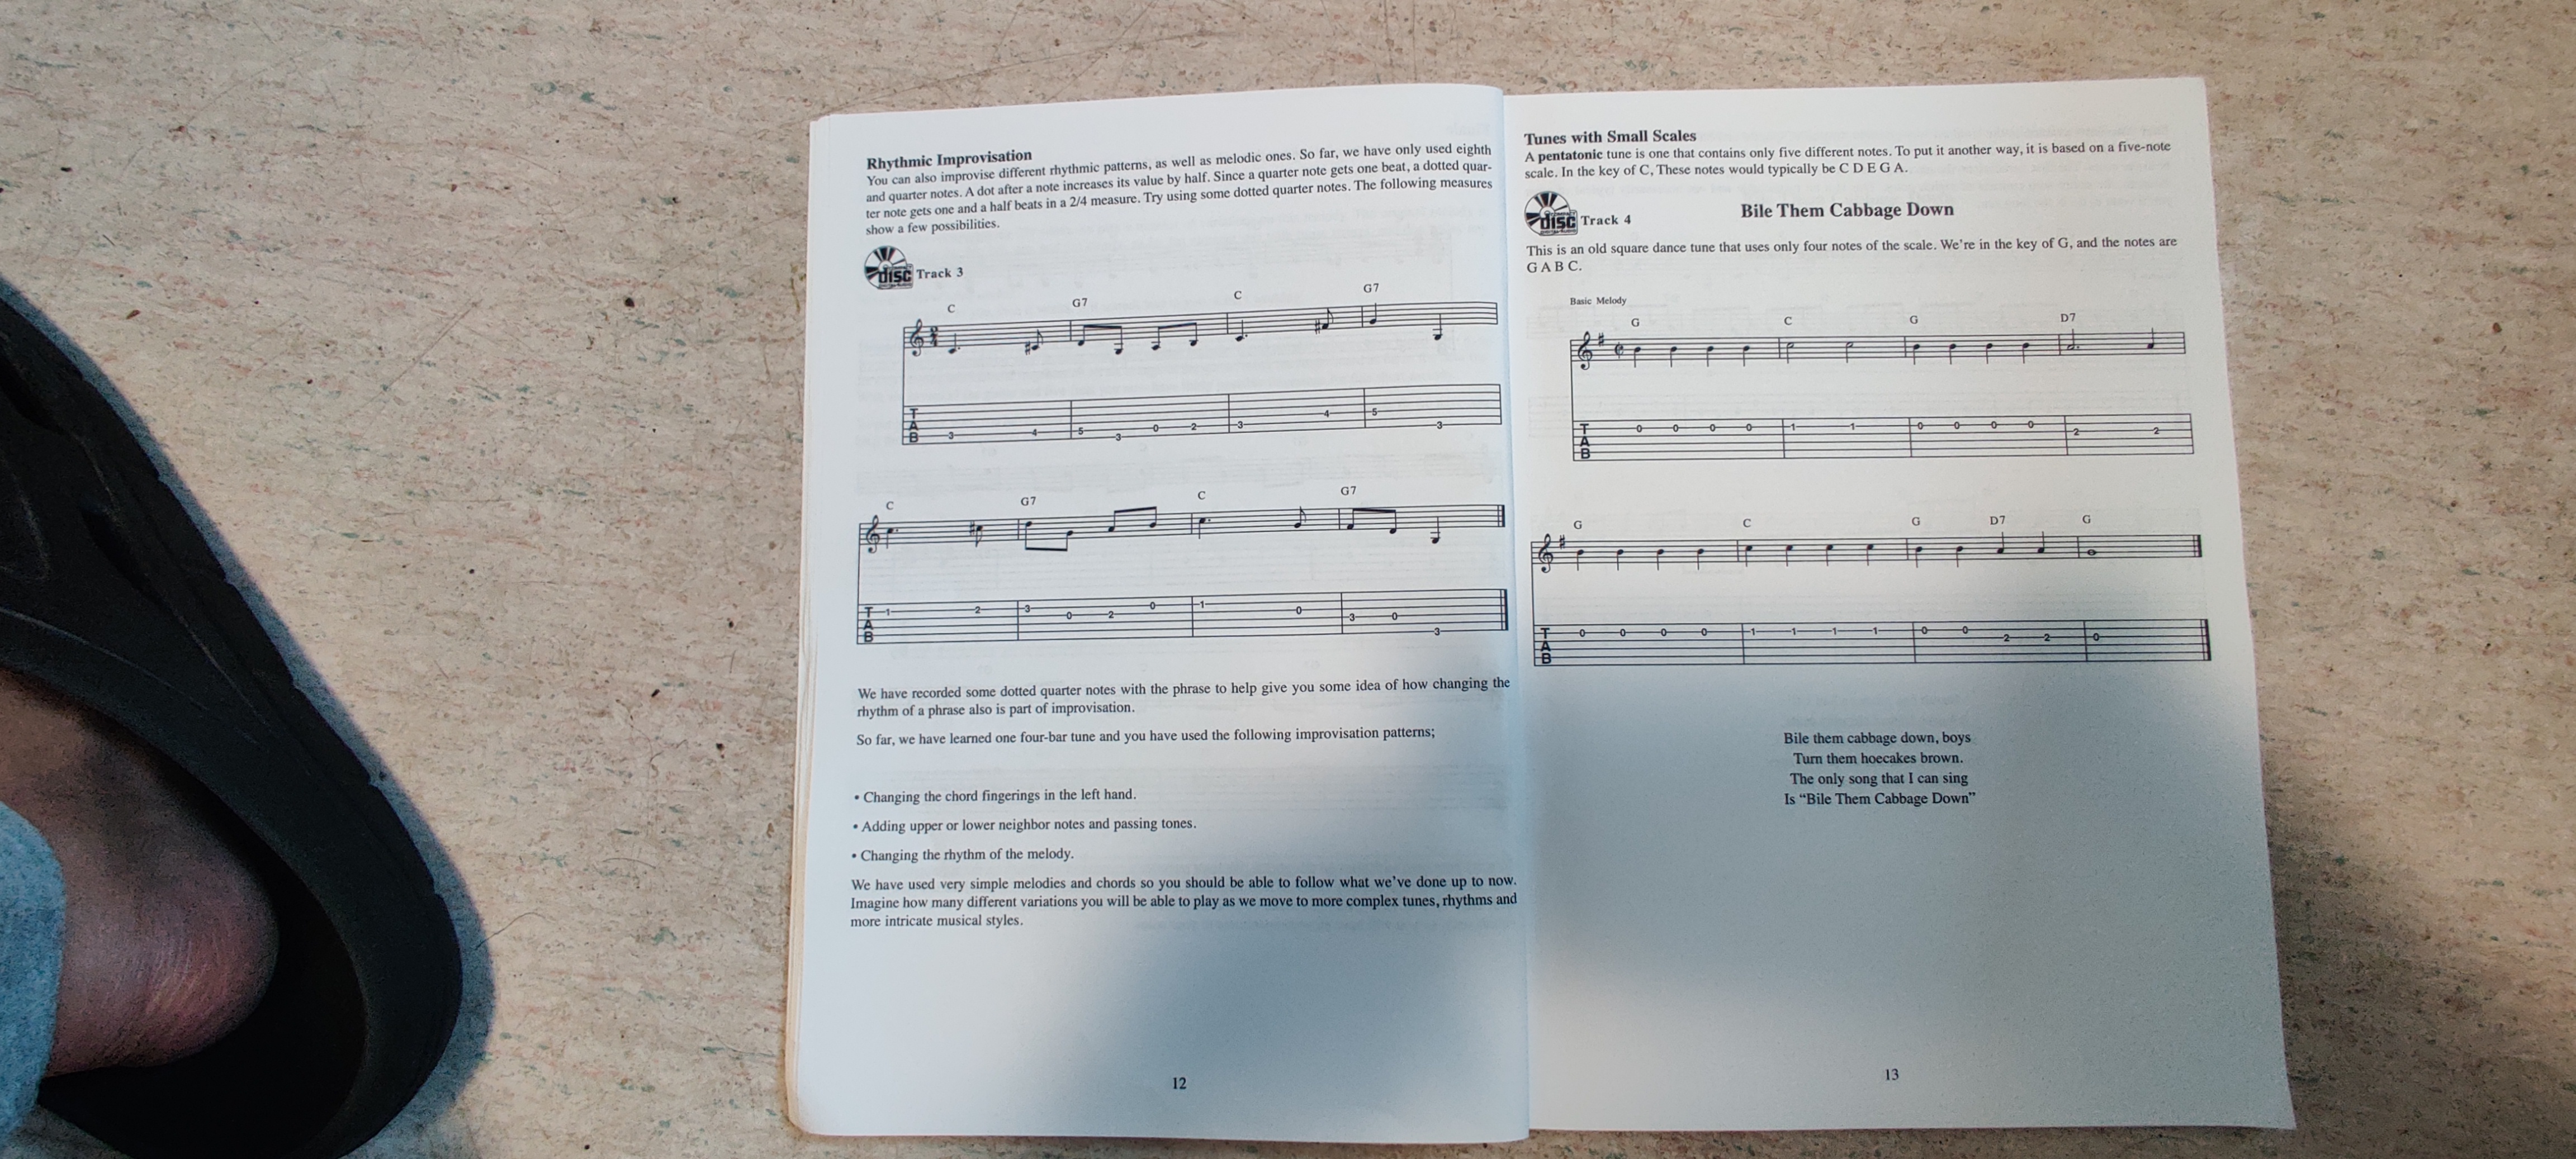 Rhythmic Improvisation
You can also improvise different rhythmic patterns, as well as melodic ones. So far, we have only used eighth
and quarter notes. A dot after a note increases its value by half. Since a quarter note gets one beat, a dotted quar-
ter note gets one and a half beats in a 2/4 measure. Try using some dotted quarter notes. The following measures
show a few possibilities.
DISC Track 3
C G7 C G7
T
A
B
3 4 5 3 0 2 3 4 5 3
C G7 C G7
T
A
B
1 2 3 0 2 0 1 0 3 0 3
We have recorded some dotted quarter notes with the phrase to help give you some idea of how changing the
rhythm of a phrase also is part of improvisation.
So far, we have learned one four-bar tune and you have used the following improvisation patterns;
• Changing the chord fingerings in the left hand.
• Adding upper or lower neighbor notes and passing tones.
• Changing the rhythm of the melody.
We have used very simple melodies and chords so you should be able to follow what we've done up to now.
Imagine how many different variations you will be able to play as we move to more complex tunes, rhythms and
more intricate musical styles.
12
Tunes with Small Scales
A pentatonic tune is one that contains only five different notes. To put it another way, it is based on a five-note
scale. In the key of C, These notes would typically be C D E G A.
DISC Track 4
Bile Them Cabbage Down
This is an old square dance tune that uses only four notes of the scale. We're in the key of G, and the notes are
G A B C.
Basic Melody
G C G D7
T
A
B
0 0 0 0 1 1 0 0 0 0 2 2
G C G D7 G
T
A
B
0 0 0 0 1 1 1 1 0 0 2 2 0
Bile them cabbage down, boys
Turn them hoecakes brown.
The only song that I can sing
Is "Bile Them Cabbage Down"
13